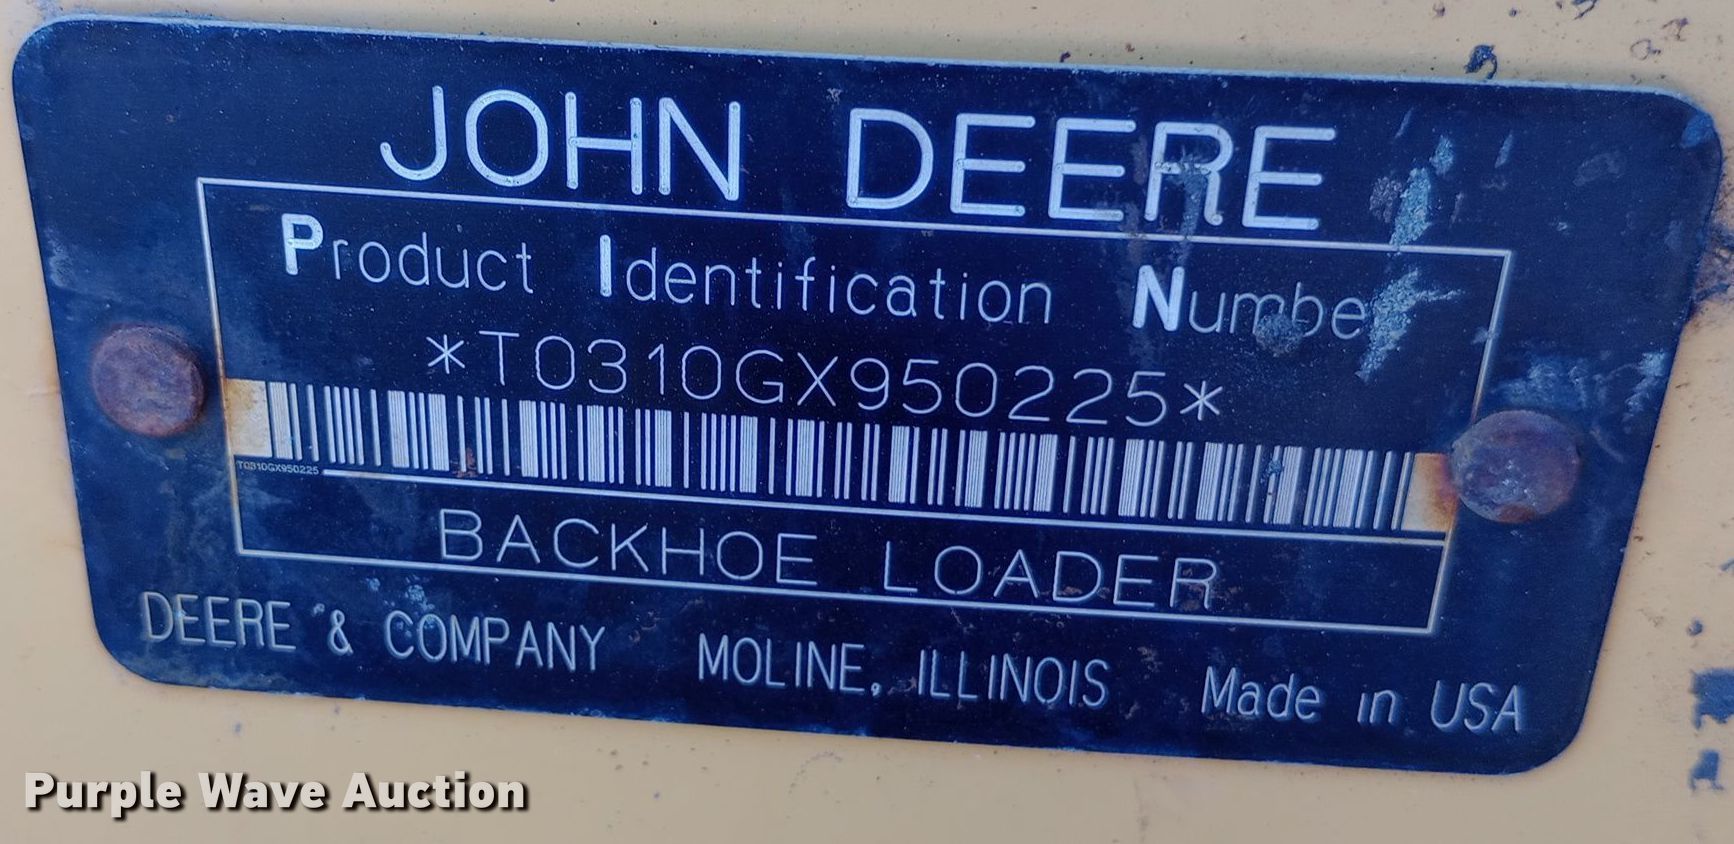 JOHN DEERE
Product Identification Number
*T0310GX950225*
T0310GX950225
BACKHOE LOADER
DEERE & COMPANY MOLINE, ILLINOIS Made in USA
Purple Wave Auction